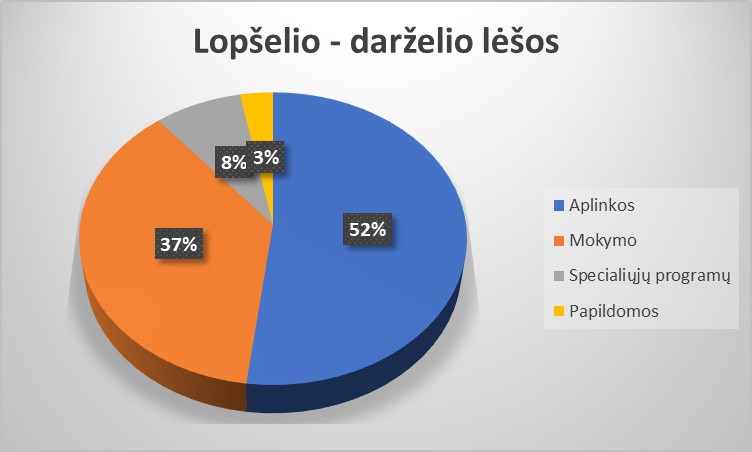 Lopšelio - darželio lėšos
8%
3%
52%
37%
Aplinkos
Mokymo
Specialiųjų programų
Papildomos